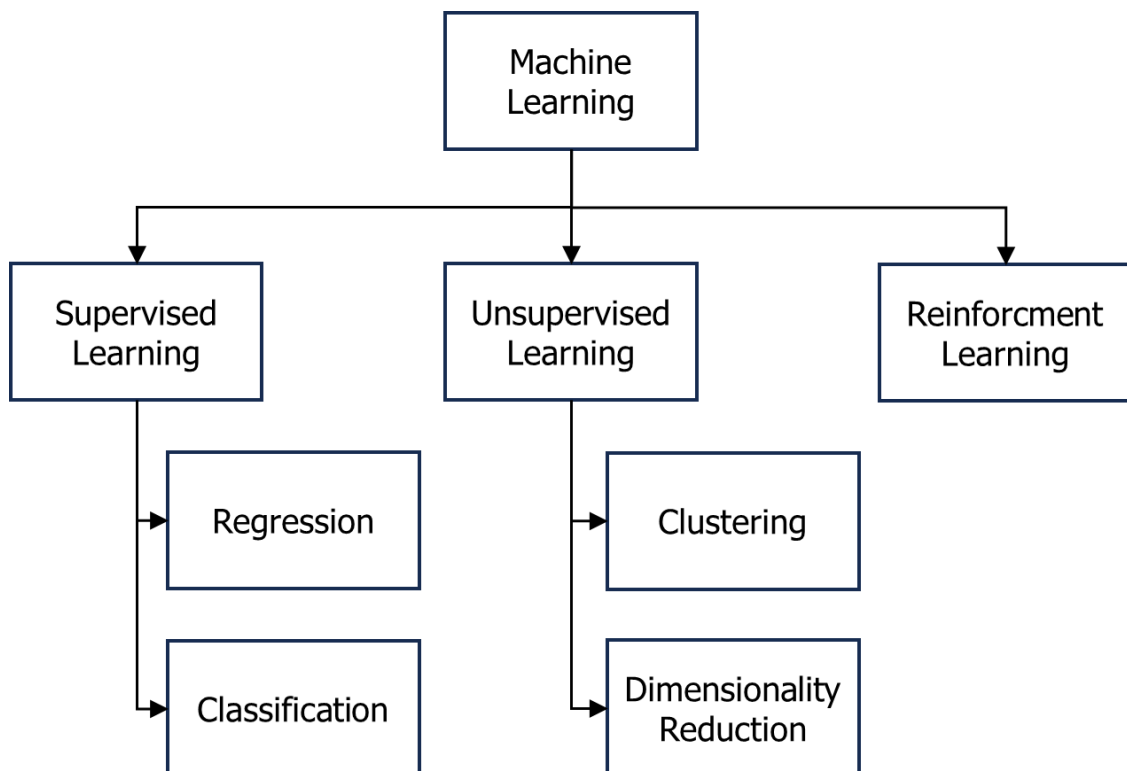 Machine
Learning
Supervised
Learning
Unsupervised
Learning
Reinforcment
Learning
Regression
Clustering
Classification
Dimensionality
Reduction